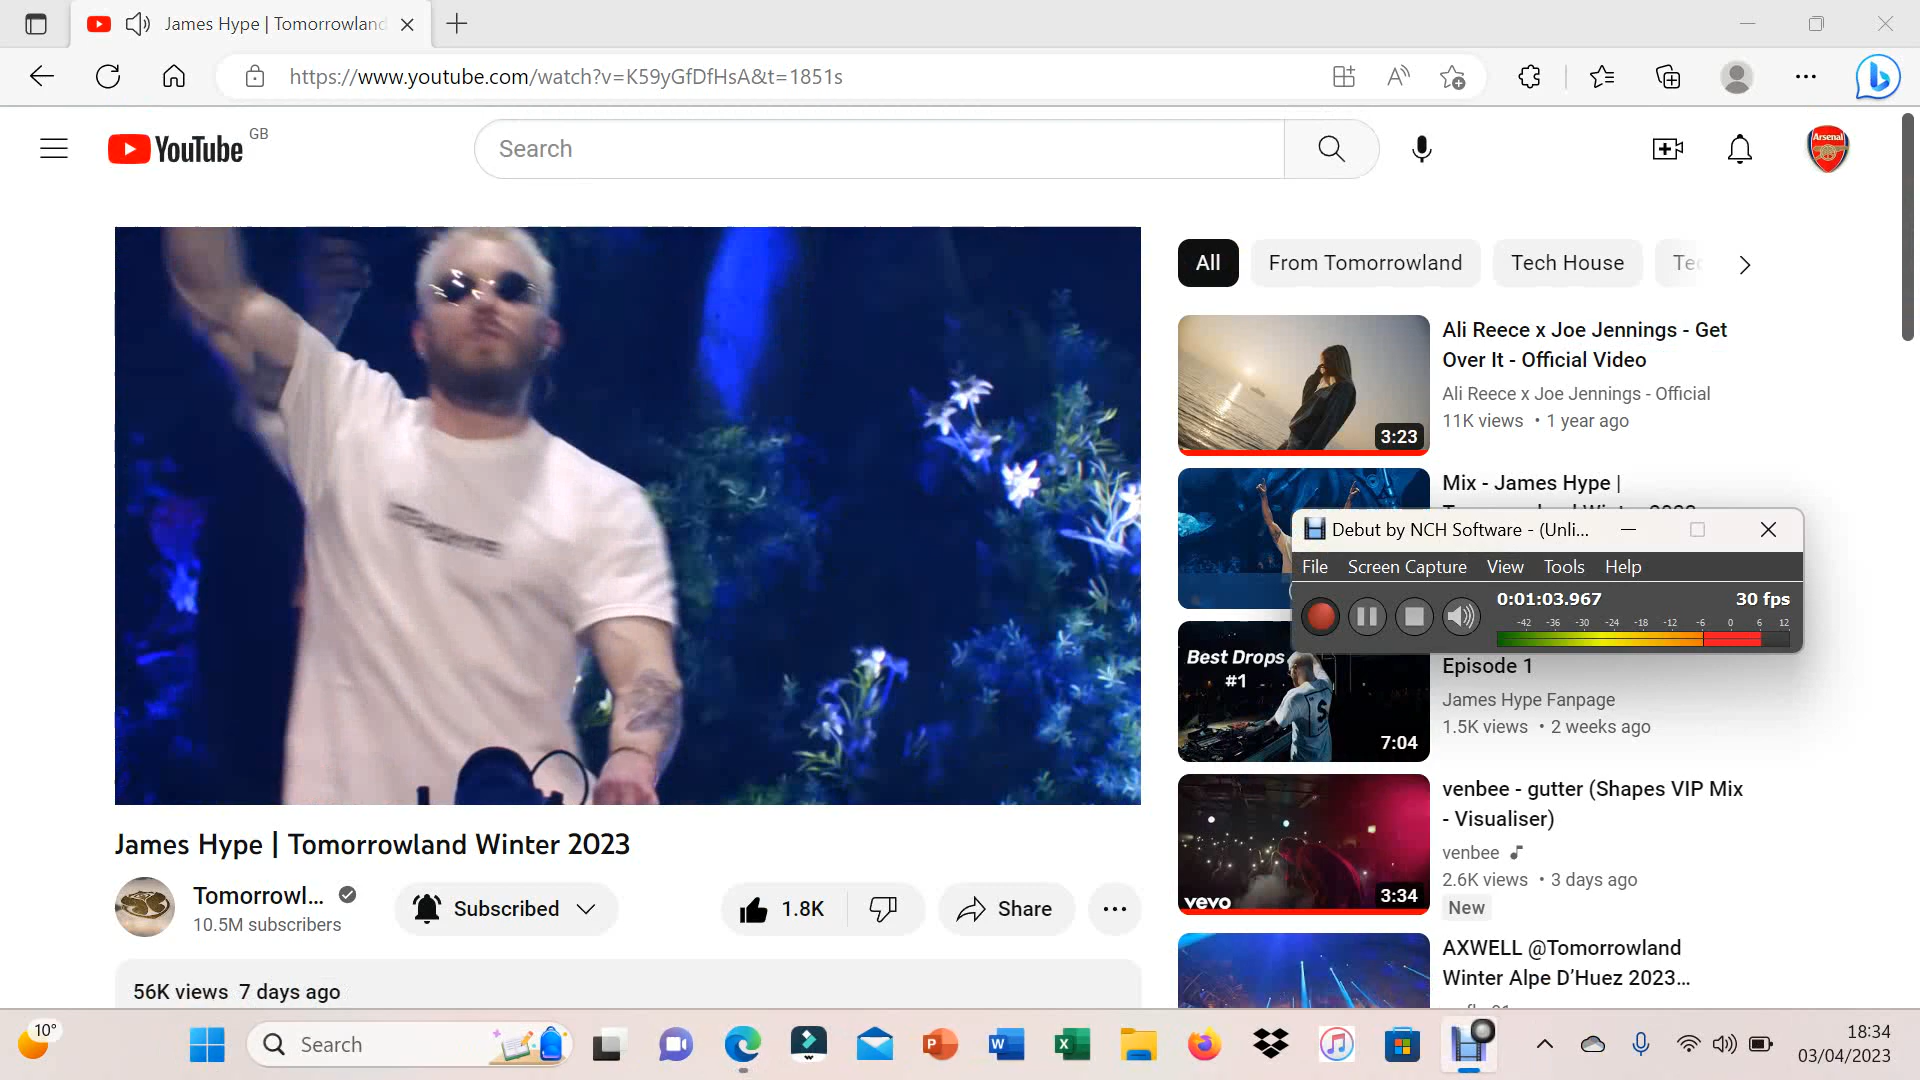 James Hype | Tomorrowland
https://www.youtube.com/watch?v=K59yGfDfHsA&t=1851s
YouTube GB
Search
Arsenal
All
From Tomorrowland
Tech House
Ali Reece x Joe Jennings - Get
Over It - Official Video
Ali Reece x Joe Jennings - Official
11K views • 1 year ago
3:23
Mix - James Hype |
Debut by NCH Software - (Unli...
File Screen Capture View Tools Help
0:01:03.967 30 fps
-42 -36 -30 -24 -18 -12 -6 0 6 12
Best Drops
#1
7:04
Episode 1
James Hype Fanpage
1.5K views • 2 weeks ago
venbee - gutter (Shapes VIP Mix
- Visualiser)
venbee
2.6K views • 3 days ago
New
vevo
3:34
AXWELL @Tomorrowland
Winter Alpe D’Huez 2023...
James Hype | Tomorrowland Winter 2023
Tomorrowl...
10.5M subscribers
Subscribed
1.8K
Share
56K views 7 days ago
10°
Search
18:34
03/04/2023